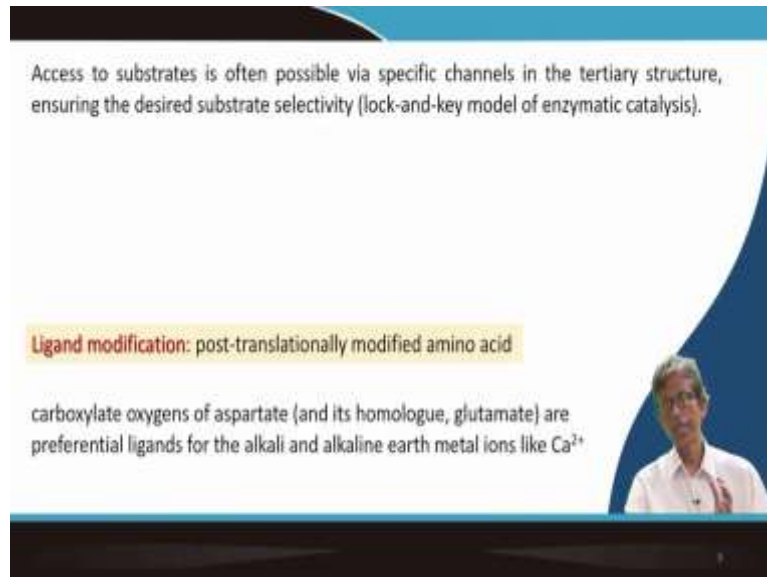 Access to substrates is often possible via specific channels in the tertiary structure,
ensuring the desired substrate selectivity (lock-and-key model of enzymatic catalysis).
Ligand modification: post-translationally modified amino acid
carboxylate oxygens of aspartate (and its homologue, glutamate) are
preferential ligands for the alkali and alkaline earth metal ions like Ca²⁺